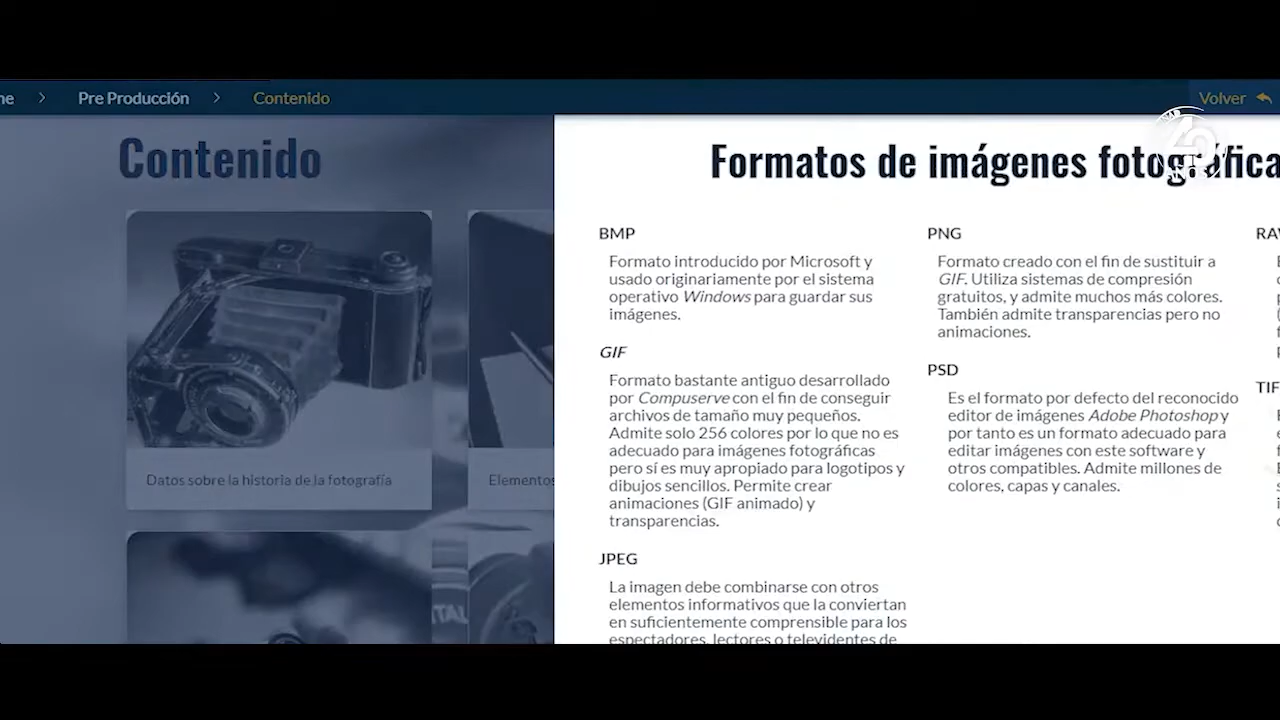 Pre Producción
Contenido
Volver
Contenido
Datos sobre la historia de la fotografía
Elementos
Formatos de imágenes
BMP
Formato introducido por Microsoft y
usado originariamente por el sistema
operativo Windows para guardar sus
imágenes.
GIF
Formato bastante antiguo desarrollado
por Compuserve con el fin de conseguir
archivos de tamaño muy pequeños.
Admite solo 256 colores por lo que no es
adecuado para imágenes fotográficas
pero sí es muy apropiado para logotipos y
dibujos sencillos. Permite crear
animaciones (GIF animado) y
transparencias.
JPEG
La imagen debe combinarse con otros
elementos informativos que la conviertan
en suficientemente comprensible para los
espectadores, lectores o televidentes de
PNG
Formato creado con el fin de sustituir a
GIF. Utiliza sistemas de compresión
gratuitos, y admite muchos más colores.
También admite transparencias pero no
animaciones.
PSD
Es el formato por defecto del reconocido
editor de imágenes Adobe Photoshop y
por tanto es un formato adecuado para
editar imágenes con este software y
otros compatibles. Admite millones de
colores, capas y canales.
40
AÑOS